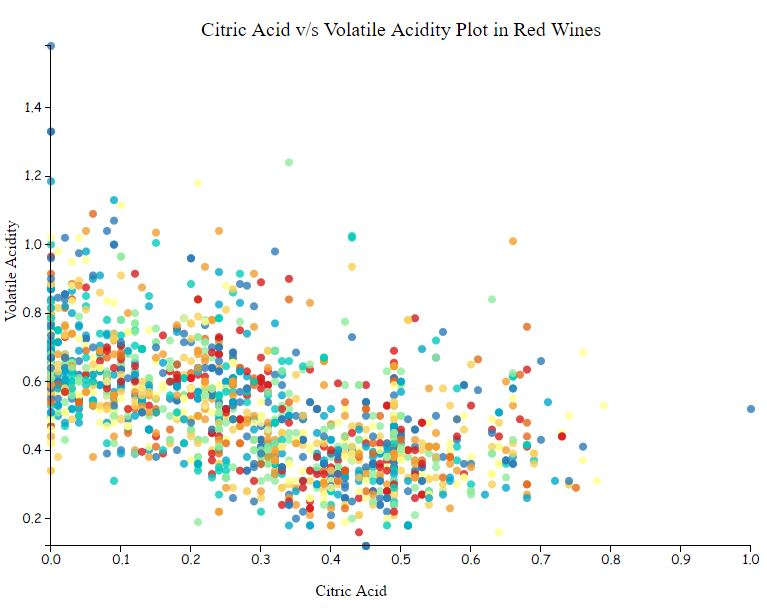 Citric Acid v/s Volatile Acidity Plot in Red Wines
1.4
1.2
1.0
0.8
0.6
0.4
0.2
Volatile Acidity
0.0 0.1 0.2 0.3 0.4 0.5 0.6 0.7 0.8 0.9 1.0
Citric Acid